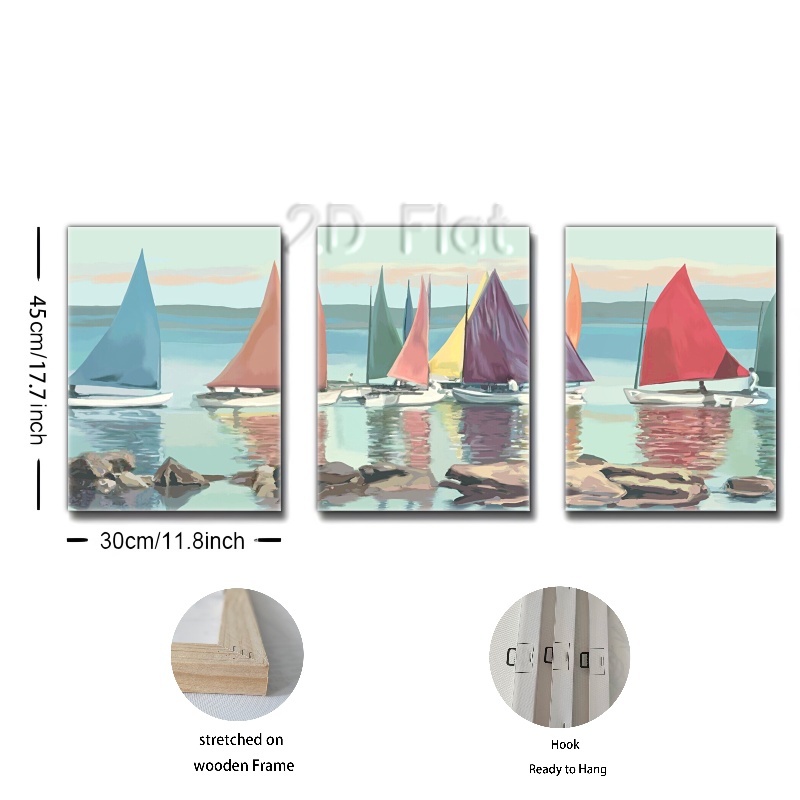 2D Flat
45cm/17.7inch
30cm/11.8inch
stretched on
wooden Frame
Hook
Ready to Hang